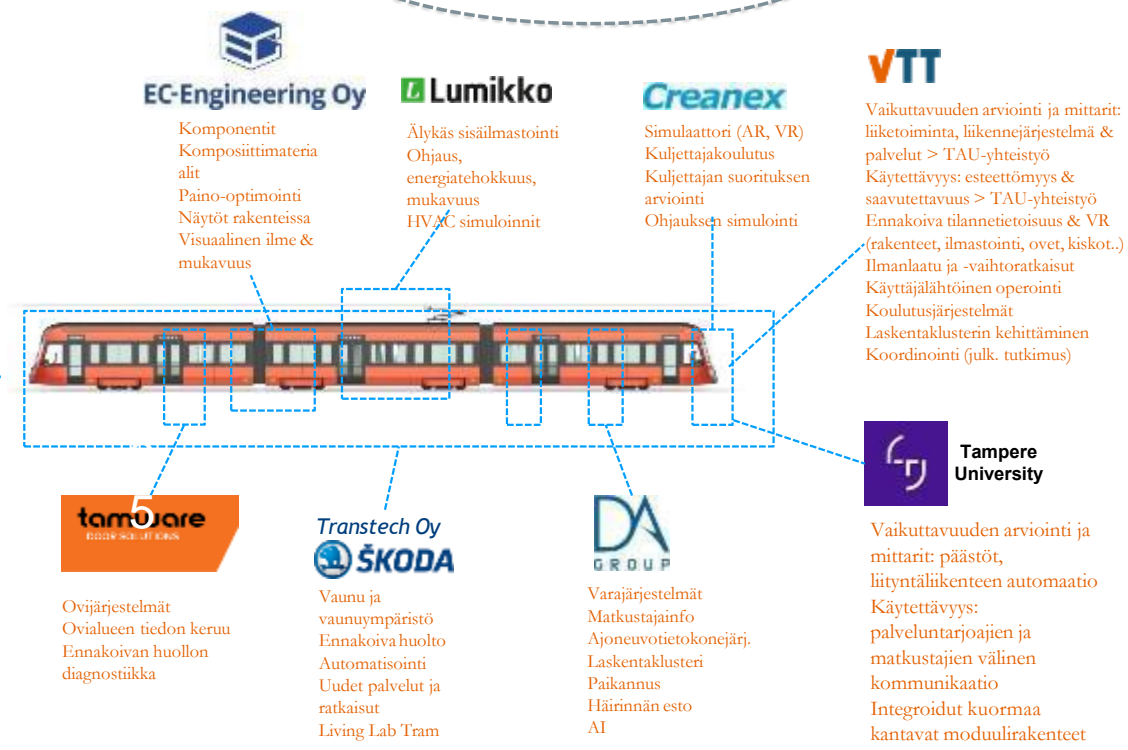 EC-Engineering Oy
Komponentit
Komposiittimateria
alit
Paino-optimointi
Näytöt rakenteissa
Visuaalinen ilme &
mukavuus
L Lumikko
Älykäs sisäilmastointi
Ohjaus,
energiatehokkuus,
mukavuus
HVAC simuloinnit
Creanex
Simulaattori (AR, VR)
Kuljettajakoulutus
Kuljettajan suorituksen
arviointi
Ohjauksen simulointi
VTT
Vaikuttavuuden arviointi ja mittarit:
liiketoiminta, liikennejärjestelmä &
palvelut > TAU-yhteistyö
Käytettävyys: esteettömyys &
saavutettavuus > TAU-yhteistyö
Ennakoiva tilannetietoisuus & VR
(rakenteet, ilmastointi, ovet, kiskot..)
Ilmanlaatu ja -vaihtoratkaisut
Käyttäjälähtöinen operointi
Koulutusjärjestelmät
Laskentaklusterin kehittäminen
Koordinointi (julk. tutkimus)
tamware
DOOR SOLUTIONS
5
Ovijärjestelmät
Ovialueen tiedon keruu
Ennakoivan huollon
diagnostiikka
Transtech Oy
ŠKODA
Vaunu ja
vaunuympäristö
Ennakoiva huolto
Automatisointi
Uudet palvelut ja
ratkaisut
Living Lab Tram
DA
GROUP
Varajärjestelmät
Matkustajainfo
Ajoneuvotietokonejärj.
Laskentaklusteri
Paikannus
Häirinnän esto
AI
Tampere
University
Vaikuttavuuden arviointi ja
mittarit: päästöt,
liityntäliikenteen automaatio
Käytettävyys:
palveluntarjoajien ja
matkustajien välinen
kommunikaatio
Integroidut kuormaa
kantavat moduulirakenteet